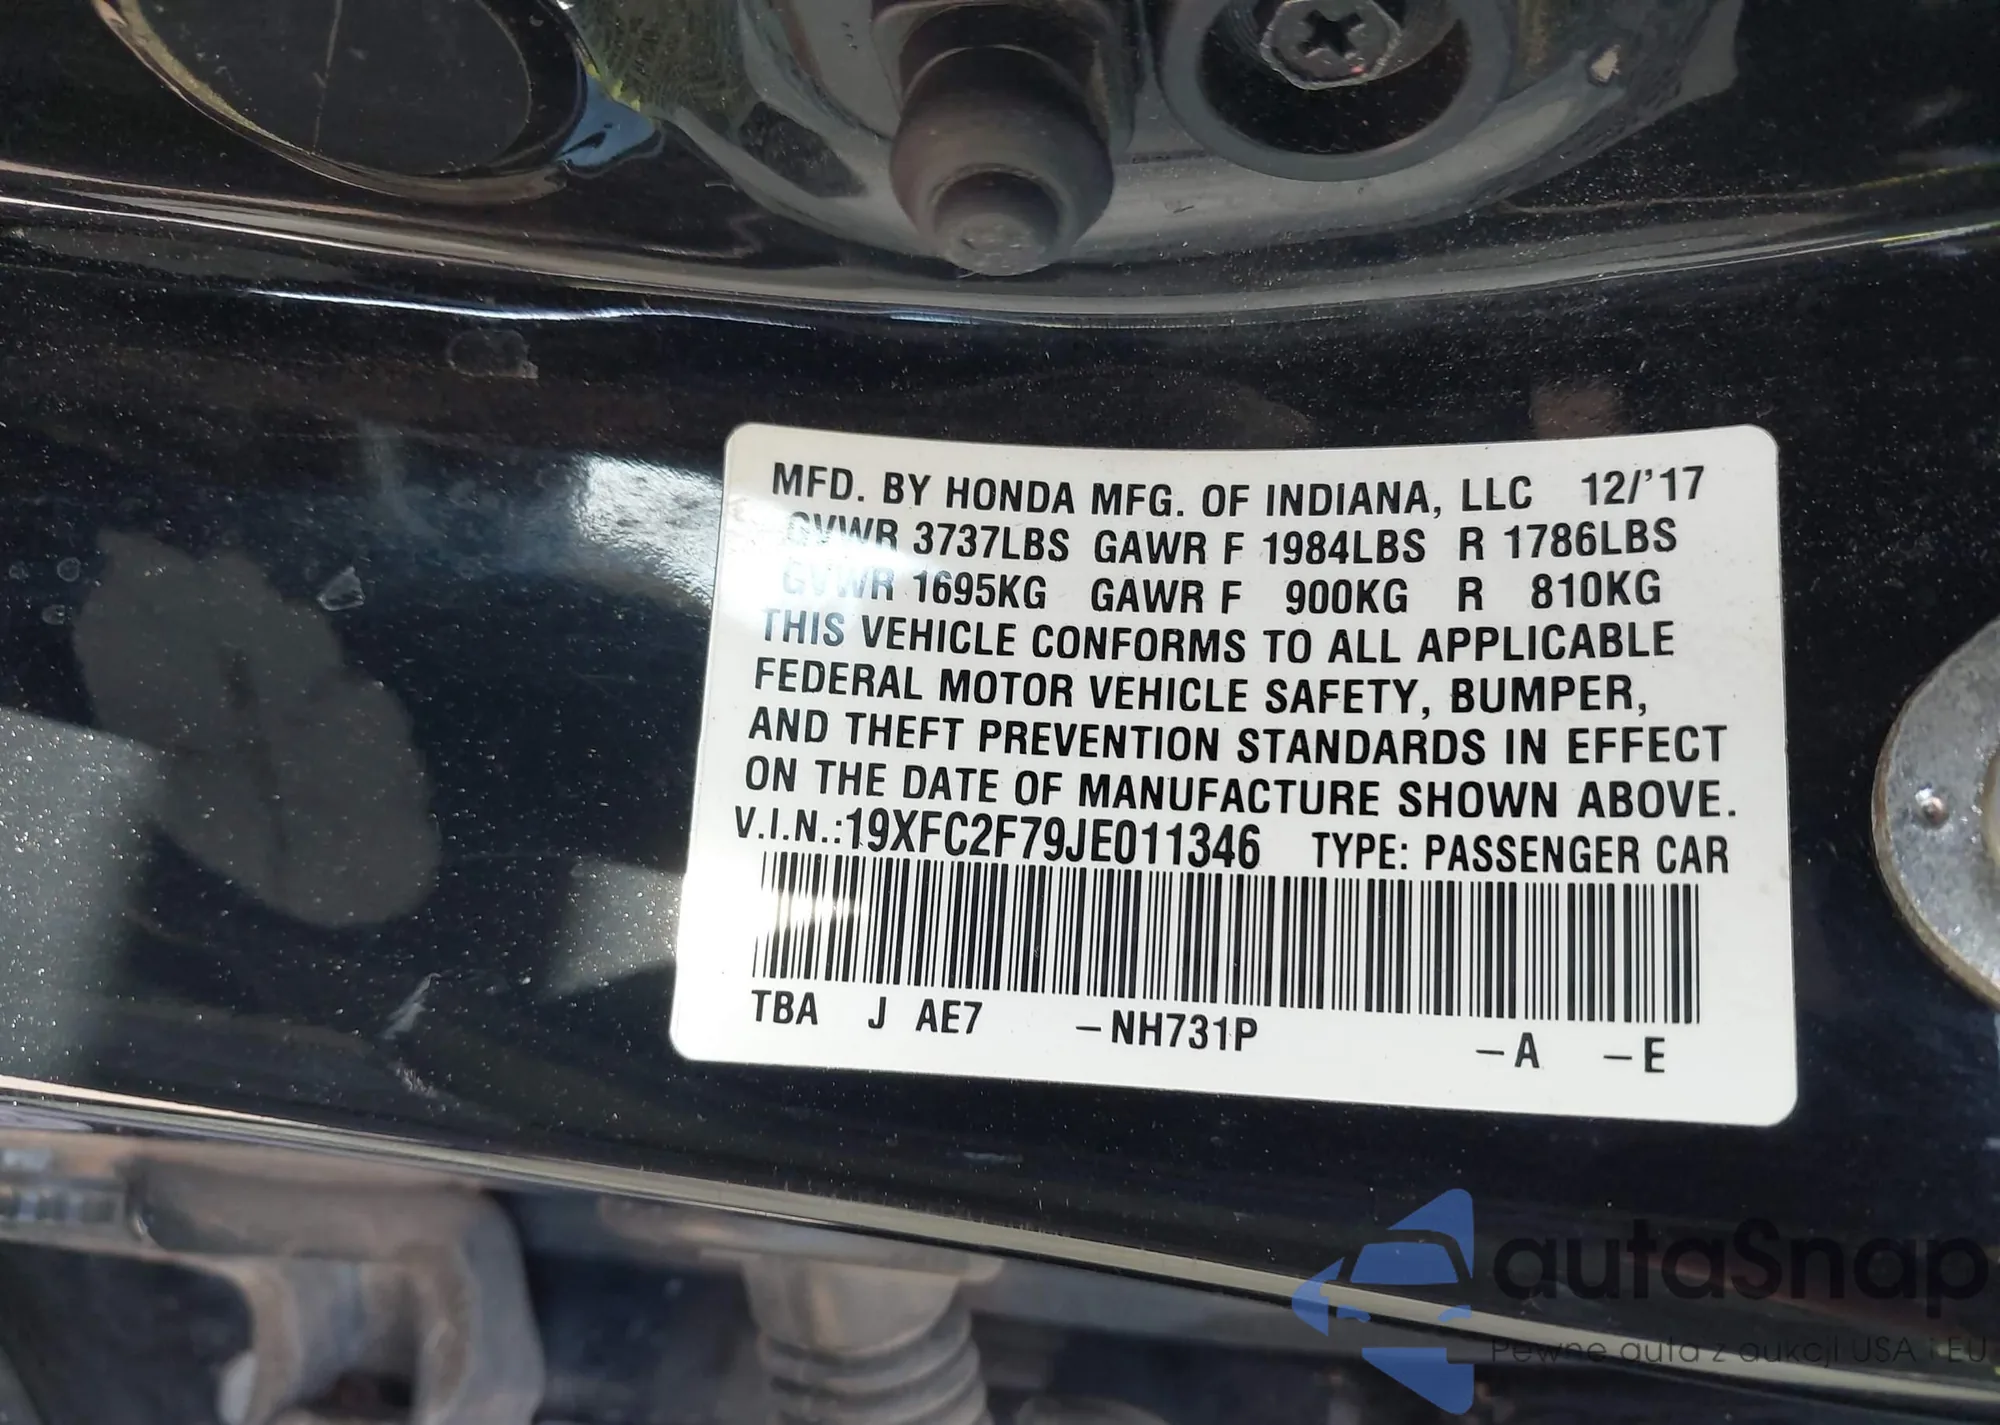 MFD. BY HONDA MFG. OF INDIANA, LLC 12/'17
GVWR 3737LBS GAWR F 1984LBS R 1786LBS
GVWR 1695KG GAWR F 900KG R 810KG
THIS VEHICLE CONFORMS TO ALL APPLICABLE
FEDERAL MOTOR VEHICLE SAFETY, BUMPER,
AND THEFT PREVENTION STANDARDS IN EFFECT
ON THE DATE OF MANUFACTURE SHOWN ABOVE.
V.I.N.:19XFC2F79JE011346 TYPE: PASSENGER CAR
TBA J AE7 -NH731P -A -E
autaSnap
Pewne auta z aukcji USA i EU